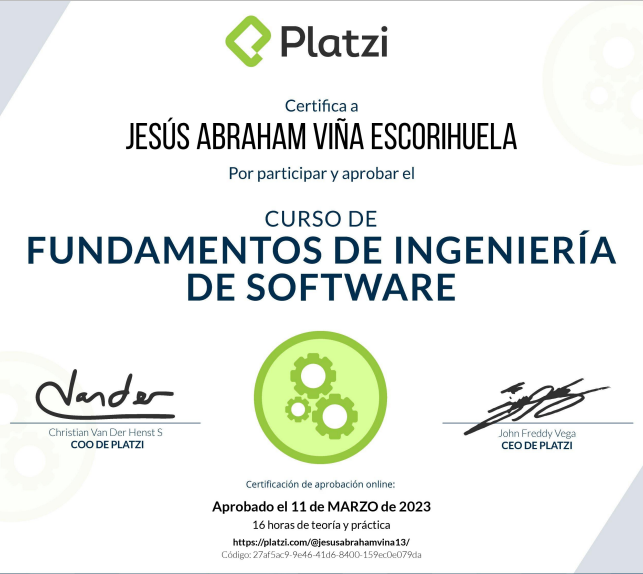 Platzi
Certifica a
JESÚS ABRAHAM VIÑA ESCORIHUELA
Por participar y aprobar el
CURSO DE
FUNDAMENTOS DE INGENIERÍA
DE SOFTWARE
Vander
Christian Van Der Henst S
COO DE PLATZI
John Freddy Vega
CEO DE PLATZI
Certificación de aprobación online:
Aprobado el 11 de MARZO de 2023
16 horas de teoría y práctica
https://platzi.com/@jesusabrahamvina13/
Código: 27af5ac9-9e46-41d6-8400-159ec0e079da